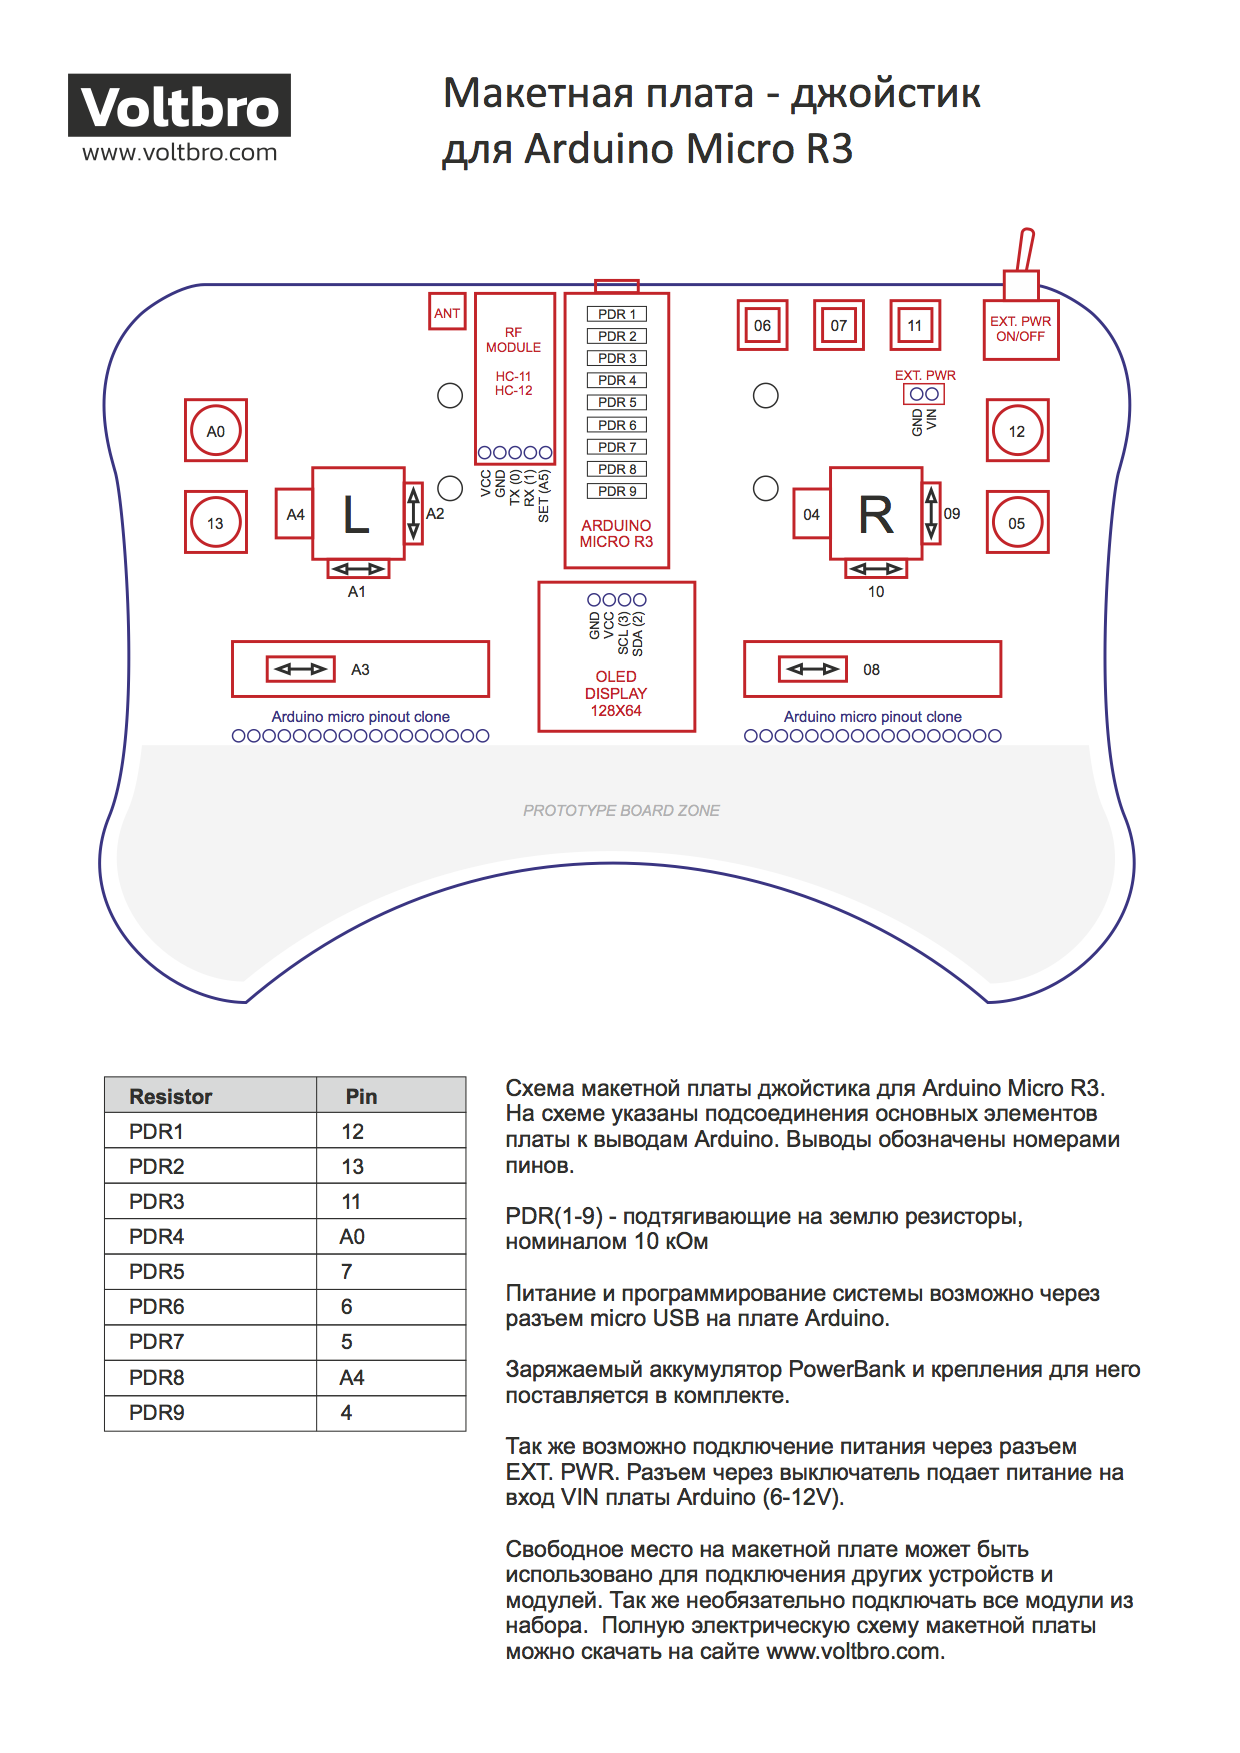 Voltbro
www.voltbro.com
Макетная плата - джойстик
для Arduino Micro R3
ANT
RF
MODULE
HC-11
HC-12
VCC
GND
TX (0)
RX (1)
SET (A5)
PDR 1
PDR 2
PDR 3
PDR 4
PDR 5
PDR 6
PDR 7
PDR 8
PDR 9
ARDUINO
MICRO R3
06
07
11
EXT. PWR
ON/OFF
EXT. PWR
GND
VIN
A0
13
A4
L
A2
A1
04
R
09
10
12
05
GND
VCC
SCL (3)
SDA (2)
OLED
DISPLAY
128X64
A3
Arduino micro pinout clone
08
Arduino micro pinout clone
PROTOTYPE BOARD ZONE
Resistor Pin
PDR1 12
PDR2 13
PDR3 11
PDR4 A0
PDR5 7
PDR6 6
PDR7 5
PDR8 A4
PDR9 4
Схема макетной платы джойстика для Arduino Micro R3.
На схеме указаны подсоединения основных элементов
платы к выводам Arduino. Выводы обозначены номерами
пинов.
PDR(1-9) - подтягивающие на землю резисторы,
номиналом 10 кОм
Питание и программирование системы возможно через
разъем micro USB на плате Arduino.
Заряжаемый аккумулятор PowerBank и крепления для него
поставляется в комплекте.
Так же возможно подключение питания через разъем
EXT. PWR. Разъем через выключатель подает питание на
вход VIN платы Arduino (6-12V).
Свободное место на макетной плате может быть
использовано для подключения других устройств и
модулей. Так же необязательно подключать все модули из
набора. Полную электрическую схему макетной платы
можно скачать на сайте www.voltbro.com.